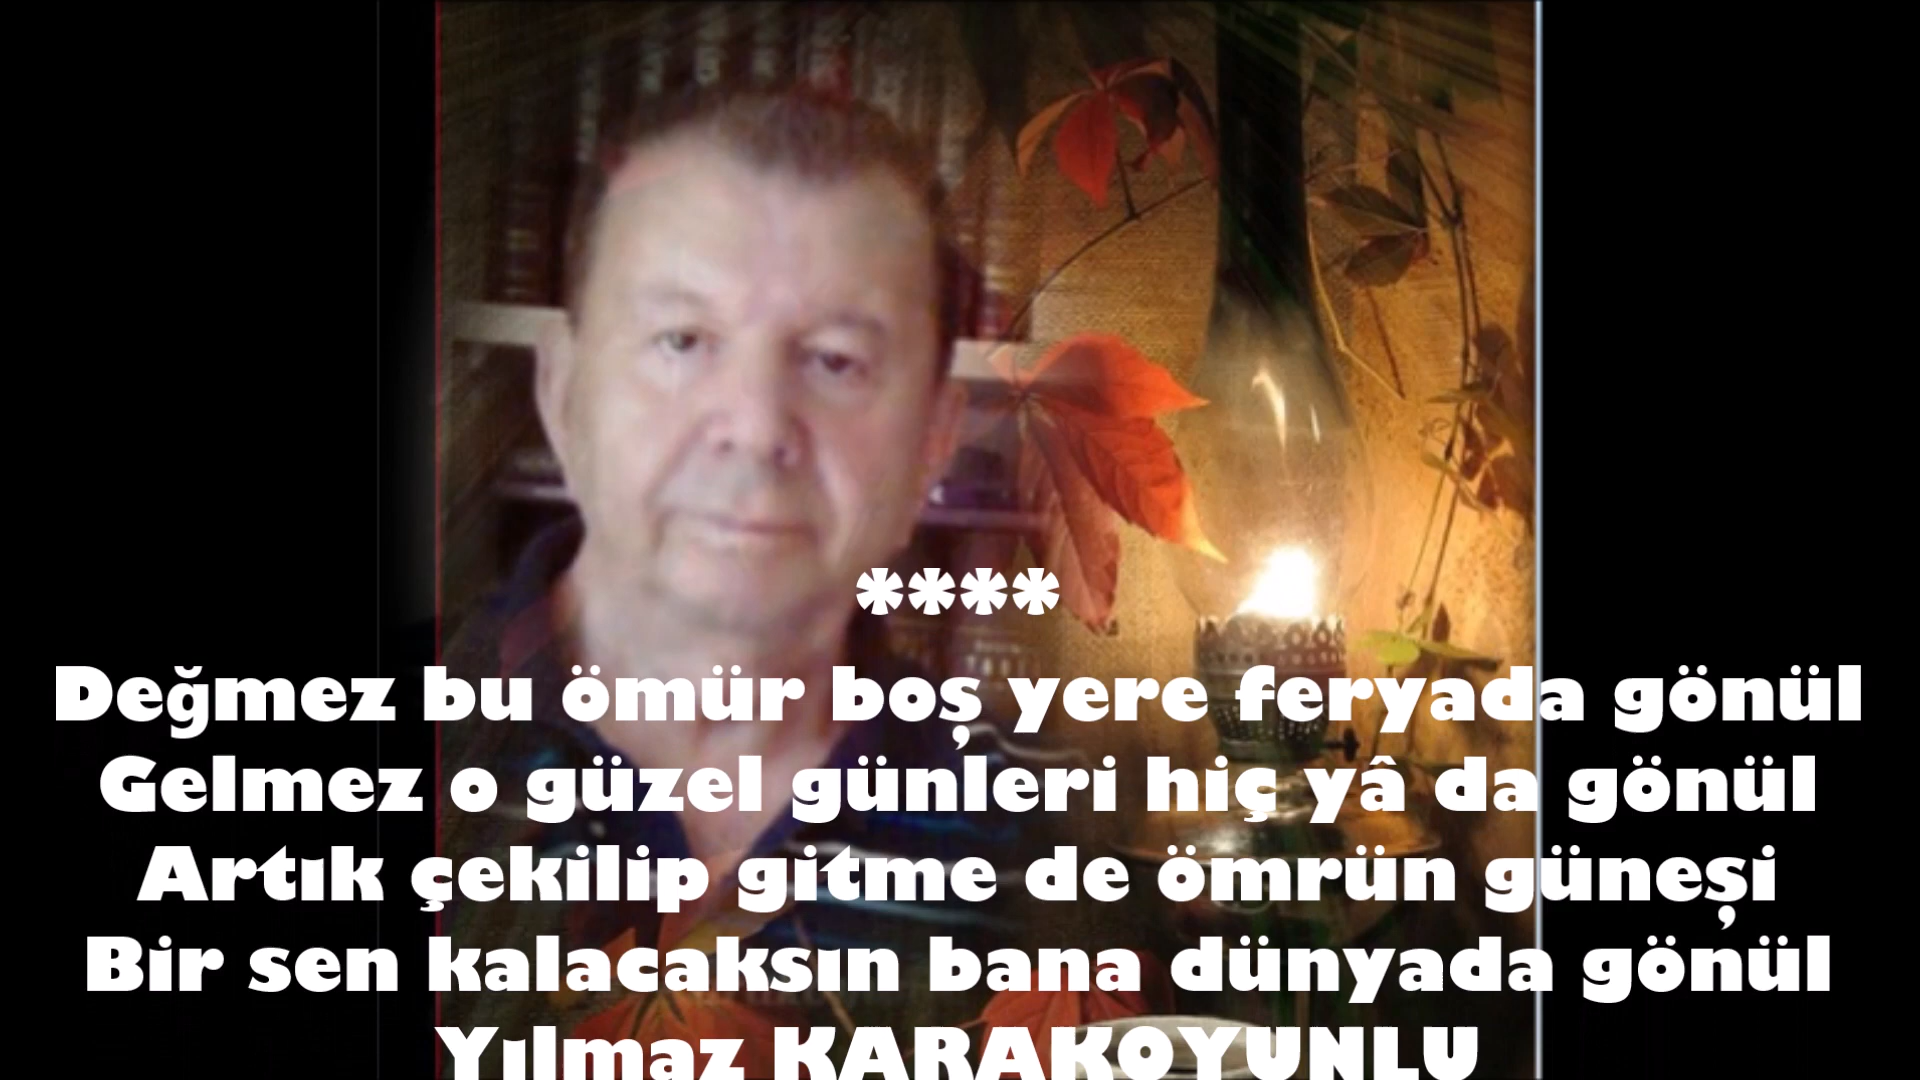 ****
Değmez bu ömür boş yere feryada gönül
Gelmez o güzel günleri hiç yâ da gönül
Artık çekilip gitme de ömrün güneşi
Bir sen kalacaksın bana dünyada gönül
Yılmaz KARAKOYUNLU